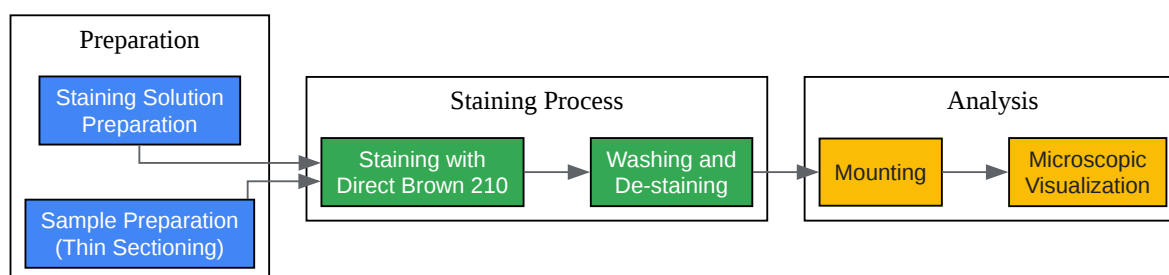 Preparation
Staining Solution
Preparation
Sample Preparation
(Thin Sectioning)
Staining Process
Staining with
Direct Brown 210
Washing and
De-staining
Analysis
Mounting
Microscopic
Visualization